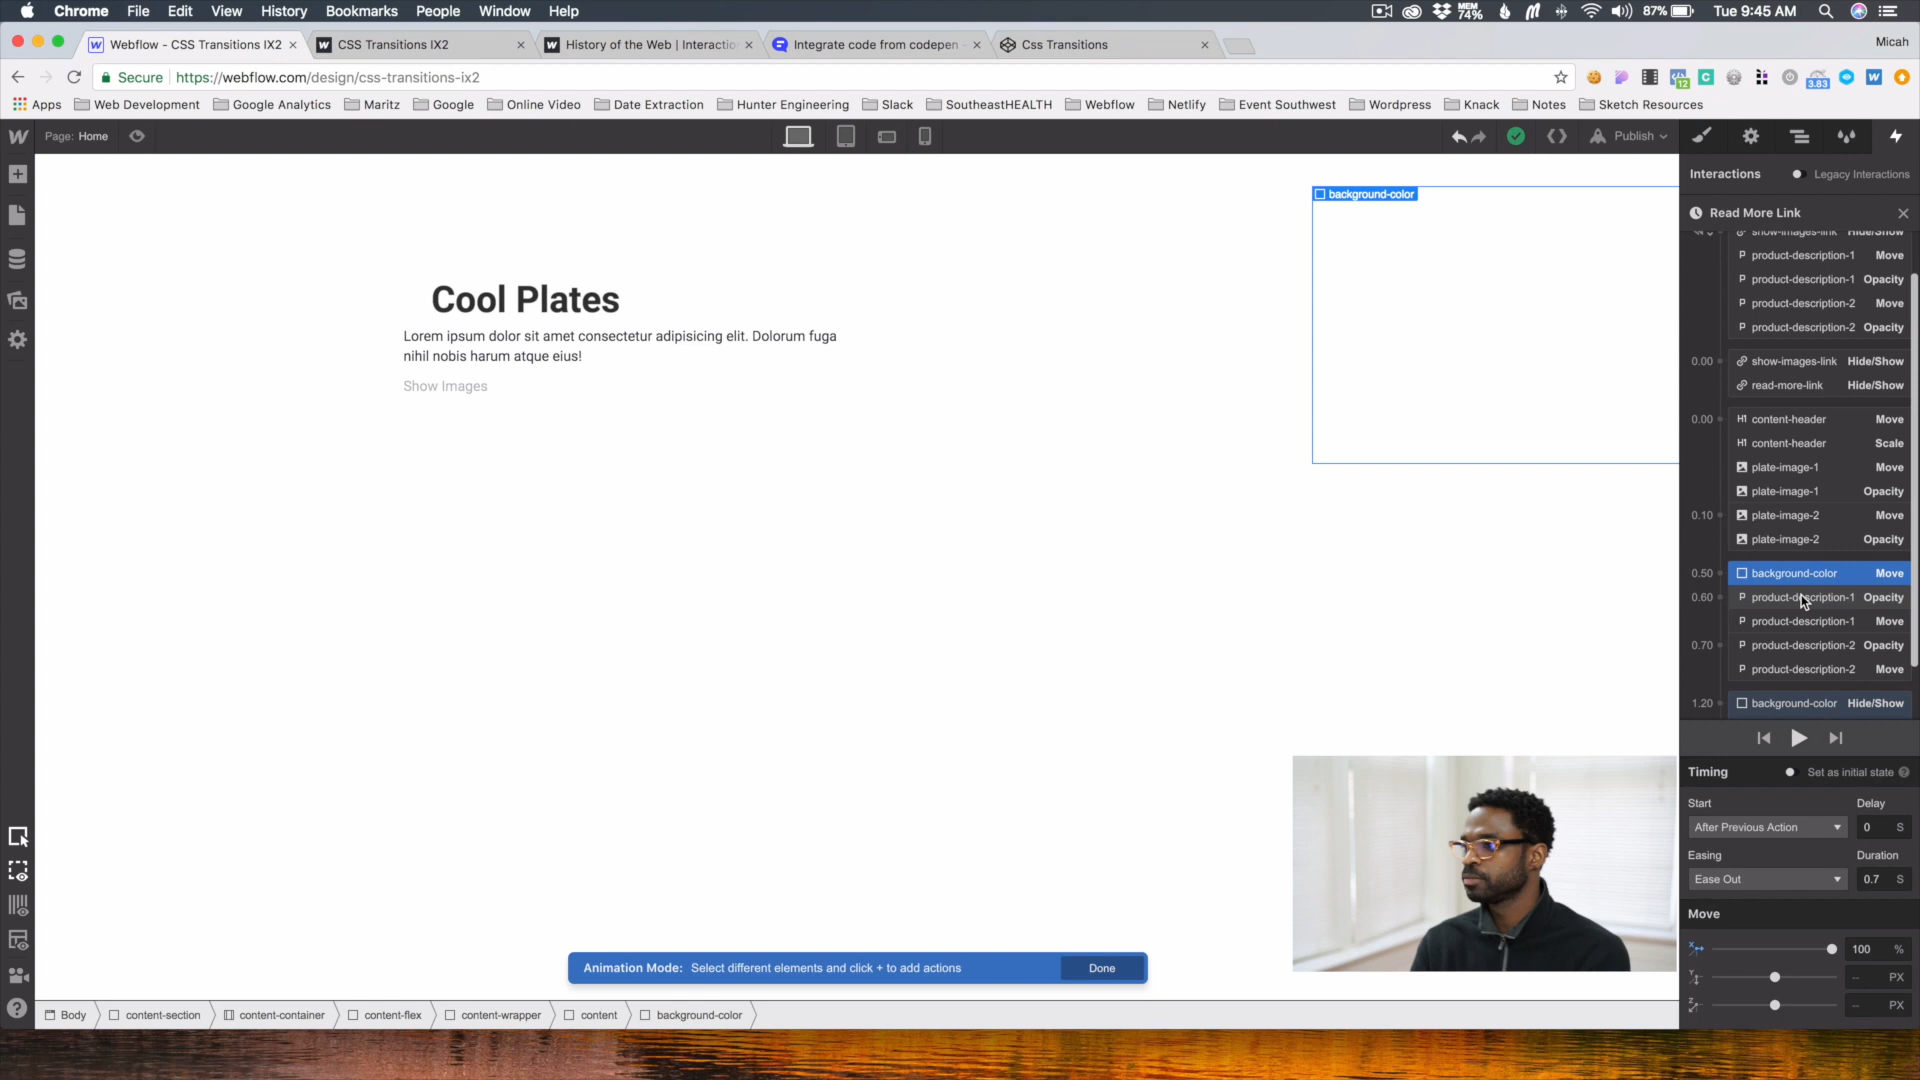 Chrome File Edit View History Bookmarks People Window Help
MEM 74% 87% Tue 9:45 AM
Webflow - CSS Transitions IX2
CSS Transitions IX2
History of the Web | Interactio
Integrate code from codepen
Css Transitions
Micah
Secure https://webflow.com/design/css-transitions-ix2
12 3.83
Apps Web Development Google Analytics Maritz Google Online Video Date Extraction Hunter Engineering Slack SoutheastHEALTH Webflow Netlify Event Southwest Wordpress Knack Notes Sketch Resources
Page: Home
Publish
Interactions Legacy Interactions
Read More Link
show-images-link Hide/Show
product-description-1 Move
product-description-1 Opacity
product-description-2 Move
product-description-2 Opacity
0.00 show-images-link Hide/Show
read-more-link Hide/Show
0.00 H1 content-header Move
H1 content-header Scale
plate-image-1 Move
plate-image-1 Opacity
0.10 plate-image-2 Move
plate-image-2 Opacity
0.50 background-color Move
0.60 P product-description-1 Opacity
P product-description-1 Move
0.70 P product-description-2 Opacity
P product-description-2 Move
1.20 background-color Hide/Show
Timing Set as initial state ?
Start Delay
After Previous Action 0 S
Easing Duration
Ease Out 0.7 S
Move
X 100 %
Y -- PX
Z -- PX
background-color
Cool Plates
Lorem ipsum dolor sit amet consectetur adipisicing elit. Dolorum fuga
nihil nobis harum atque eius!
Show Images
Animation Mode: Select different elements and click + to add actions Done
Body content-section content-container content-flex content-wrapper content background-color